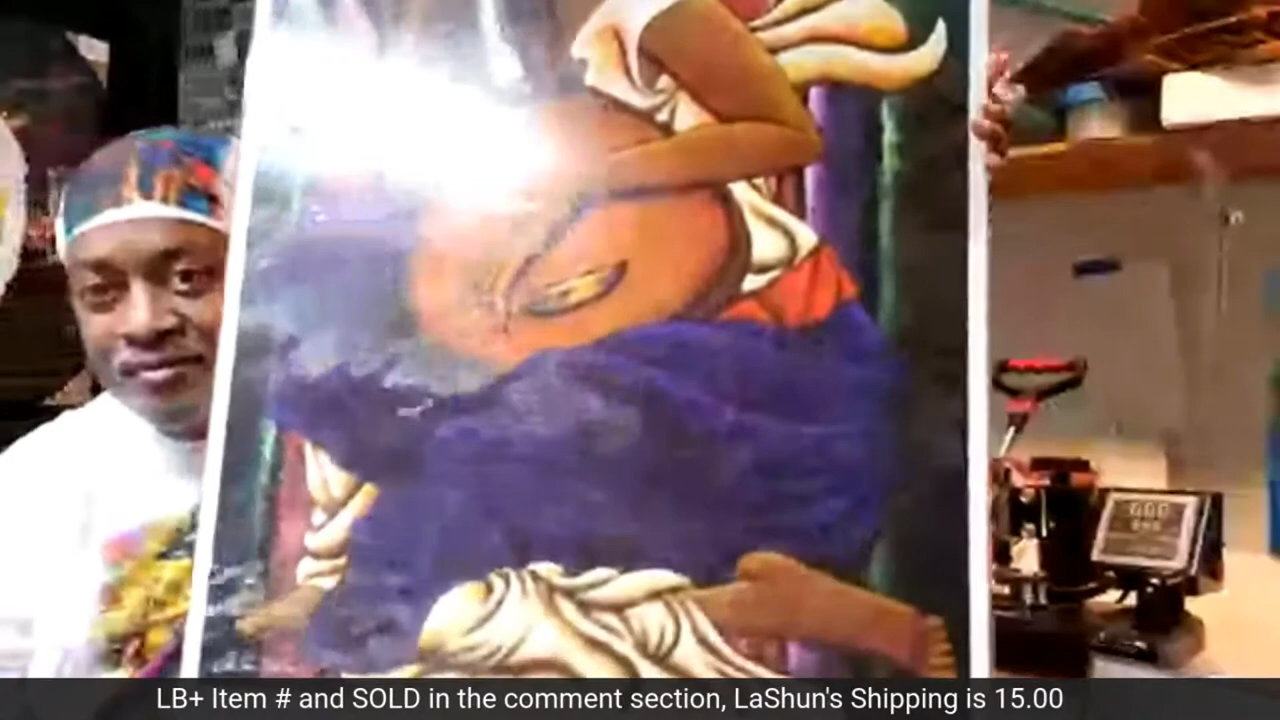 LB+ Item # and SOLD in the comment section, LaShun's Shipping is 15.00